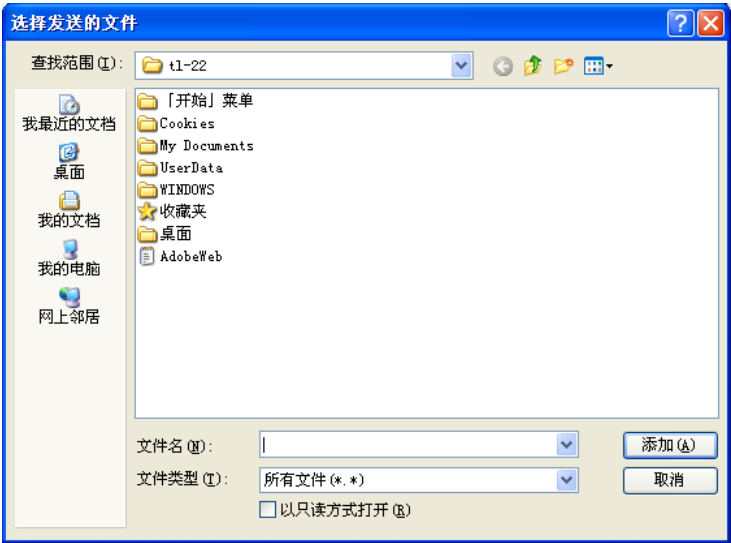 选择发送的文件
查找范围(I): tl-22
我最近的文档
桌面
我的文档
我的电脑
网上邻居
「开始」菜单
Cookies
My Documents
UserData
WINDOWS
收藏夹
桌面
AdobeWeb
文件名(N): 添加(A)
文件类型(T): 所有文件(*.*) 取消
以只读方式打开(R)